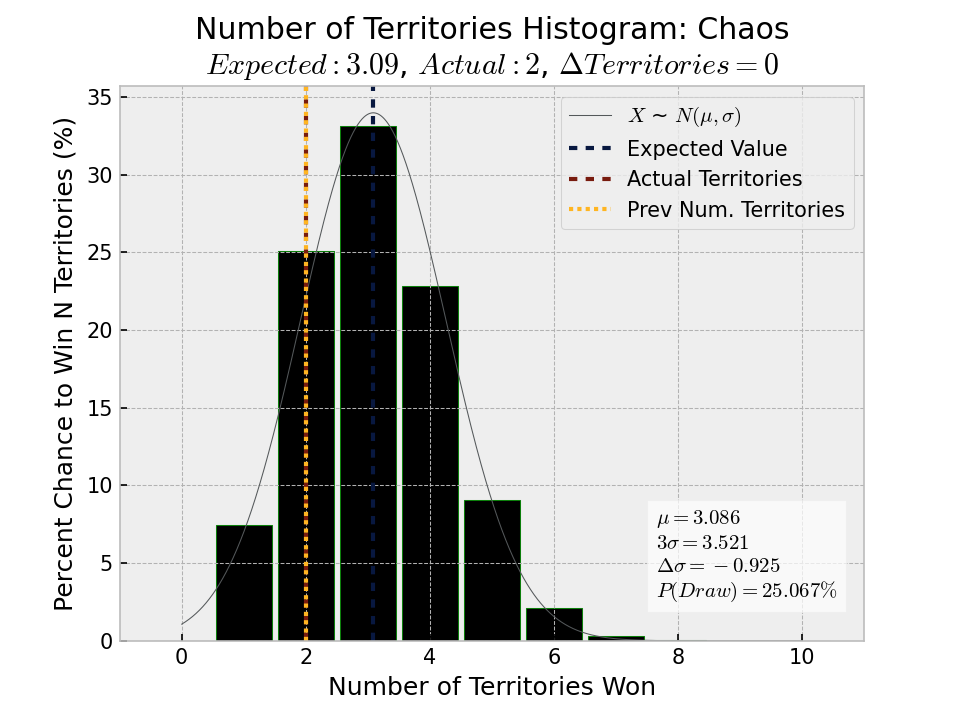 Number of Territories Histogram: Chaos
Expected : 3.09, Actual : 2, ΔTerritories = 0
Percent Chance to Win N Territories (%)
35
30
25
20
15
10
5
0
X ~ N(μ, σ)
Expected Value
Actual Territories
Prev Num. Territories
μ = 3.086
3σ = 3.521
Δσ = − 0.925
P(Draw) = 25.067%
0 2 4 6 8 10
Number of Territories Won